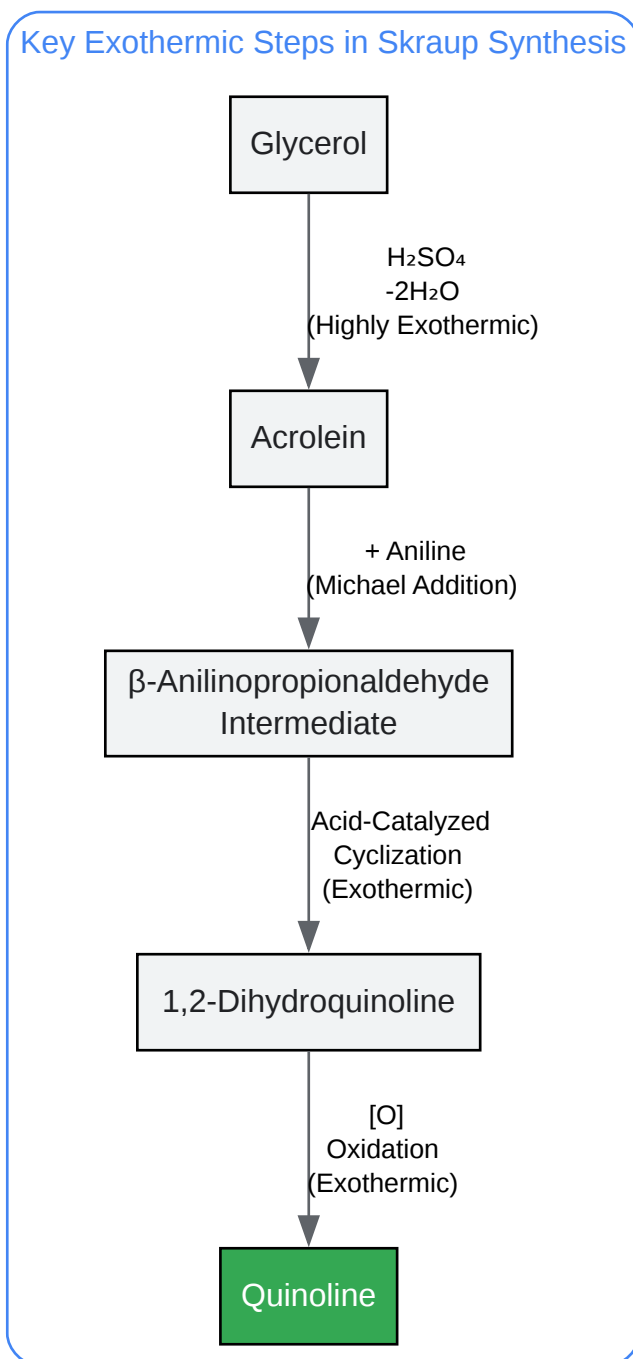 Key Exothermic Steps in Skraup Synthesis
Glycerol
H₂SO₄
-2H₂O
(Highly Exothermic)
Acrolein
+ Aniline
(Michael Addition)
β-Anilinopropionaldehyde
Intermediate
Acid-Catalyzed
Cyclization
(Exothermic)
1,2-Dihydroquinoline
[O]
Oxidation
(Exothermic)
Quinoline